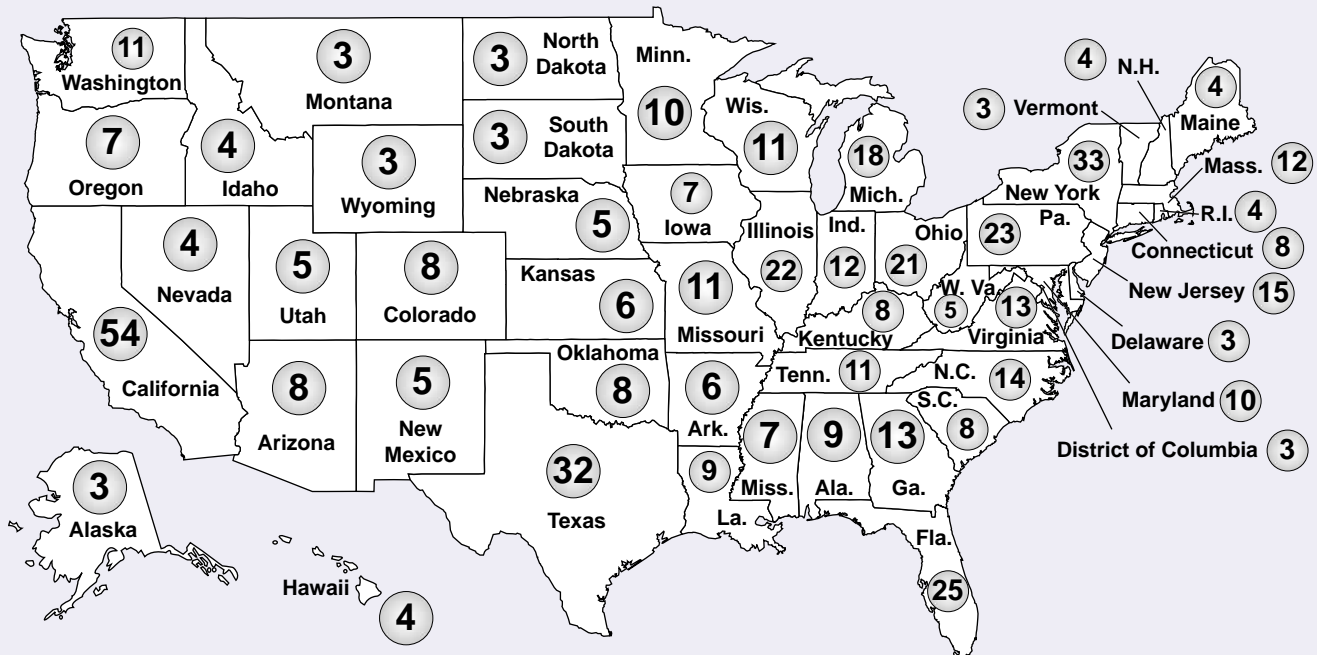 11
Washington
3
Montana
3
North
Dakota
Minn.
10
7
Oregon
4
Idaho
3
Wyoming
3
South
Dakota
Wis.
11
18
Mich.
4
N.H.
3
Vermont
4
Maine
33
New York
Mass.
12
R.I.
4
Connecticut
8
New Jersey
15
Delaware
3
Maryland
10
District of Columbia
3
4
Nevada
5
Utah
8
Colorado
Nebraska
5
Kansas
6
7
Iowa
11
Missouri
Illinois
22
Ind.
12
Ohio
21
Pa.
23
W. Va.
5
13
Virginia
8
Kentucky
54
California
8
Arizona
5
New
Mexico
Oklahoma
8
6
Ark.
Tenn.
11
N.C.
14
S.C.
8
32
Texas
9
La.
7
Miss.
9
Ala.
13
Ga.
Fla.
25
3
Alaska
Hawaii
4